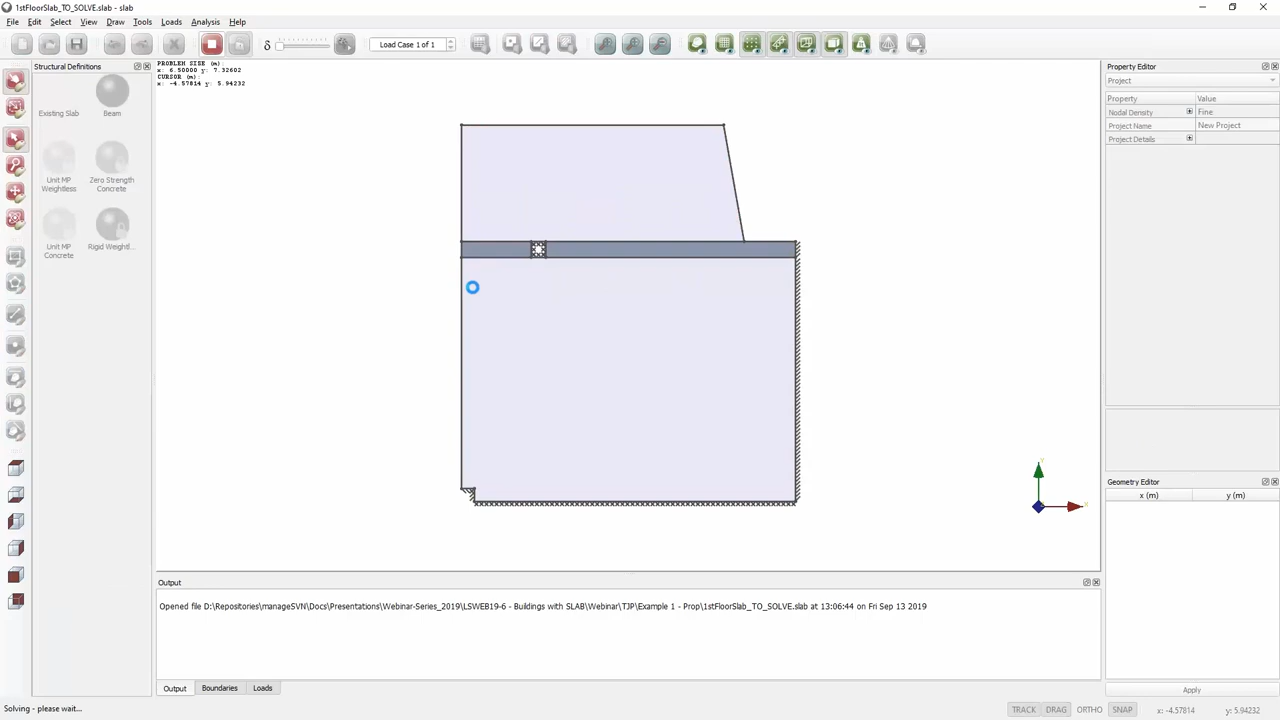 1stFloorSlab_TO_SOLVE.slab - slab
File Edit Select View Draw Tools Loads Analysis Help
δ
Load Case 1 of 1
Structural Definitions
Existing Slab
Beam
Unit MP
Weightless
Zero Strength
Concrete
Unit MP
Concrete
Rigid Weightl...
PROBLEM SIZE (m):
x: 6.50000 y: 7.32602
CURSOR (m):
x: -4.57814 y: 5.94232
Property Editor
Project
Property Value
Nodal Density Fine
Project Name New Project
Project Details
Geometry Editor
x (m) y (m)
Apply
Output
Opened file D:\Repositories\manageSVN\Docs\Presentations\Webinar-Series_2019\LSWEB19-6 - Buildings with SLAB\Webinar\TJP\Example 1 - Prop\1stFloorSlab_TO_SOLVE.slab at 13:06:44 on Fri Sep 13 2019
Output Boundaries Loads
Solving - please wait...
TRACK DRAG ORTHO SNAP x: -4.57814 y: 5.94232